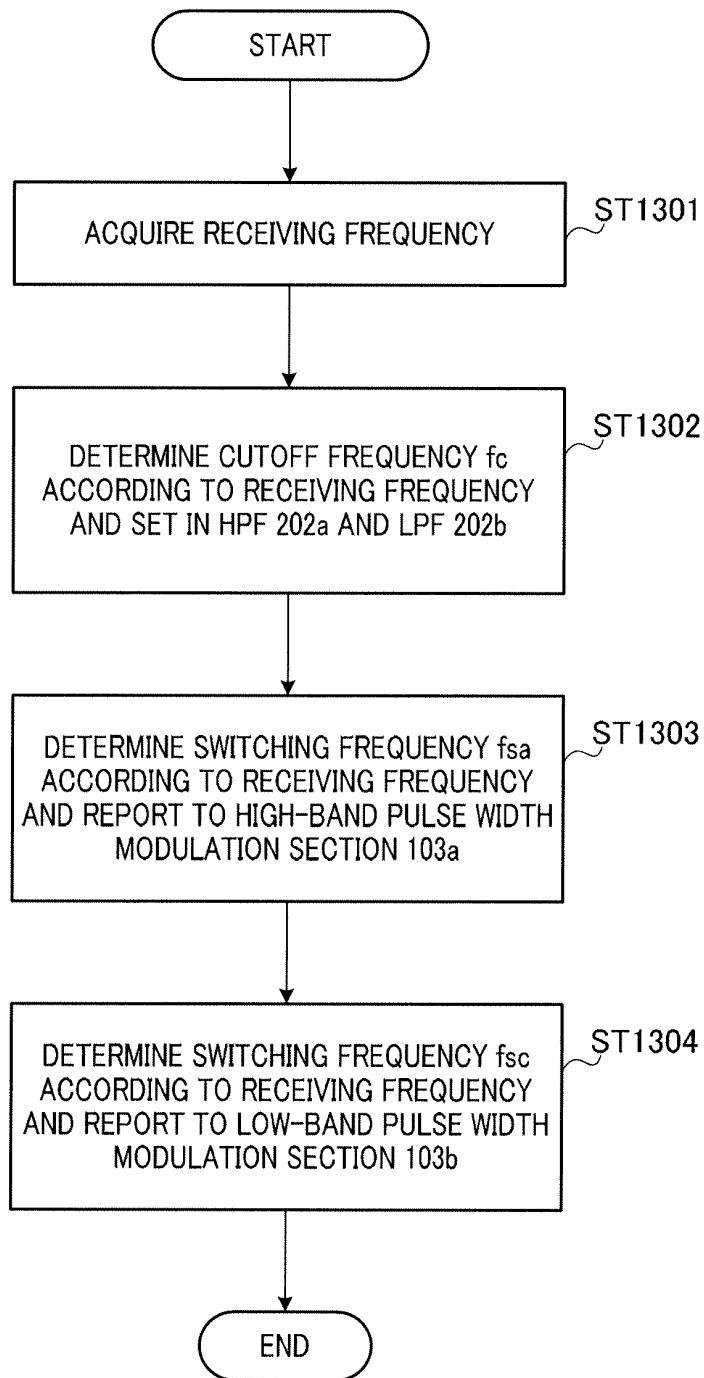 START
ACQUIRE RECEIVING FREQUENCY
ST1301
DETERMINE CUTOFF FREQUENCY fc
ACCORDING TO RECEIVING FREQUENCY
AND SET IN HPF 202a AND LPF 202b
ST1302
DETERMINE SWITCHING FREQUENCY fsa
ACCORDING TO RECEIVING FREQUENCY
AND REPORT TO HIGH-BAND PULSE WIDTH
MODULATION SECTION 103a
ST1303
DETERMINE SWITCHING FREQUENCY fsc
ACCORDING TO RECEIVING FREQUENCY
AND REPORT TO LOW-BAND PULSE WIDTH
MODULATION SECTION 103b
ST1304
END